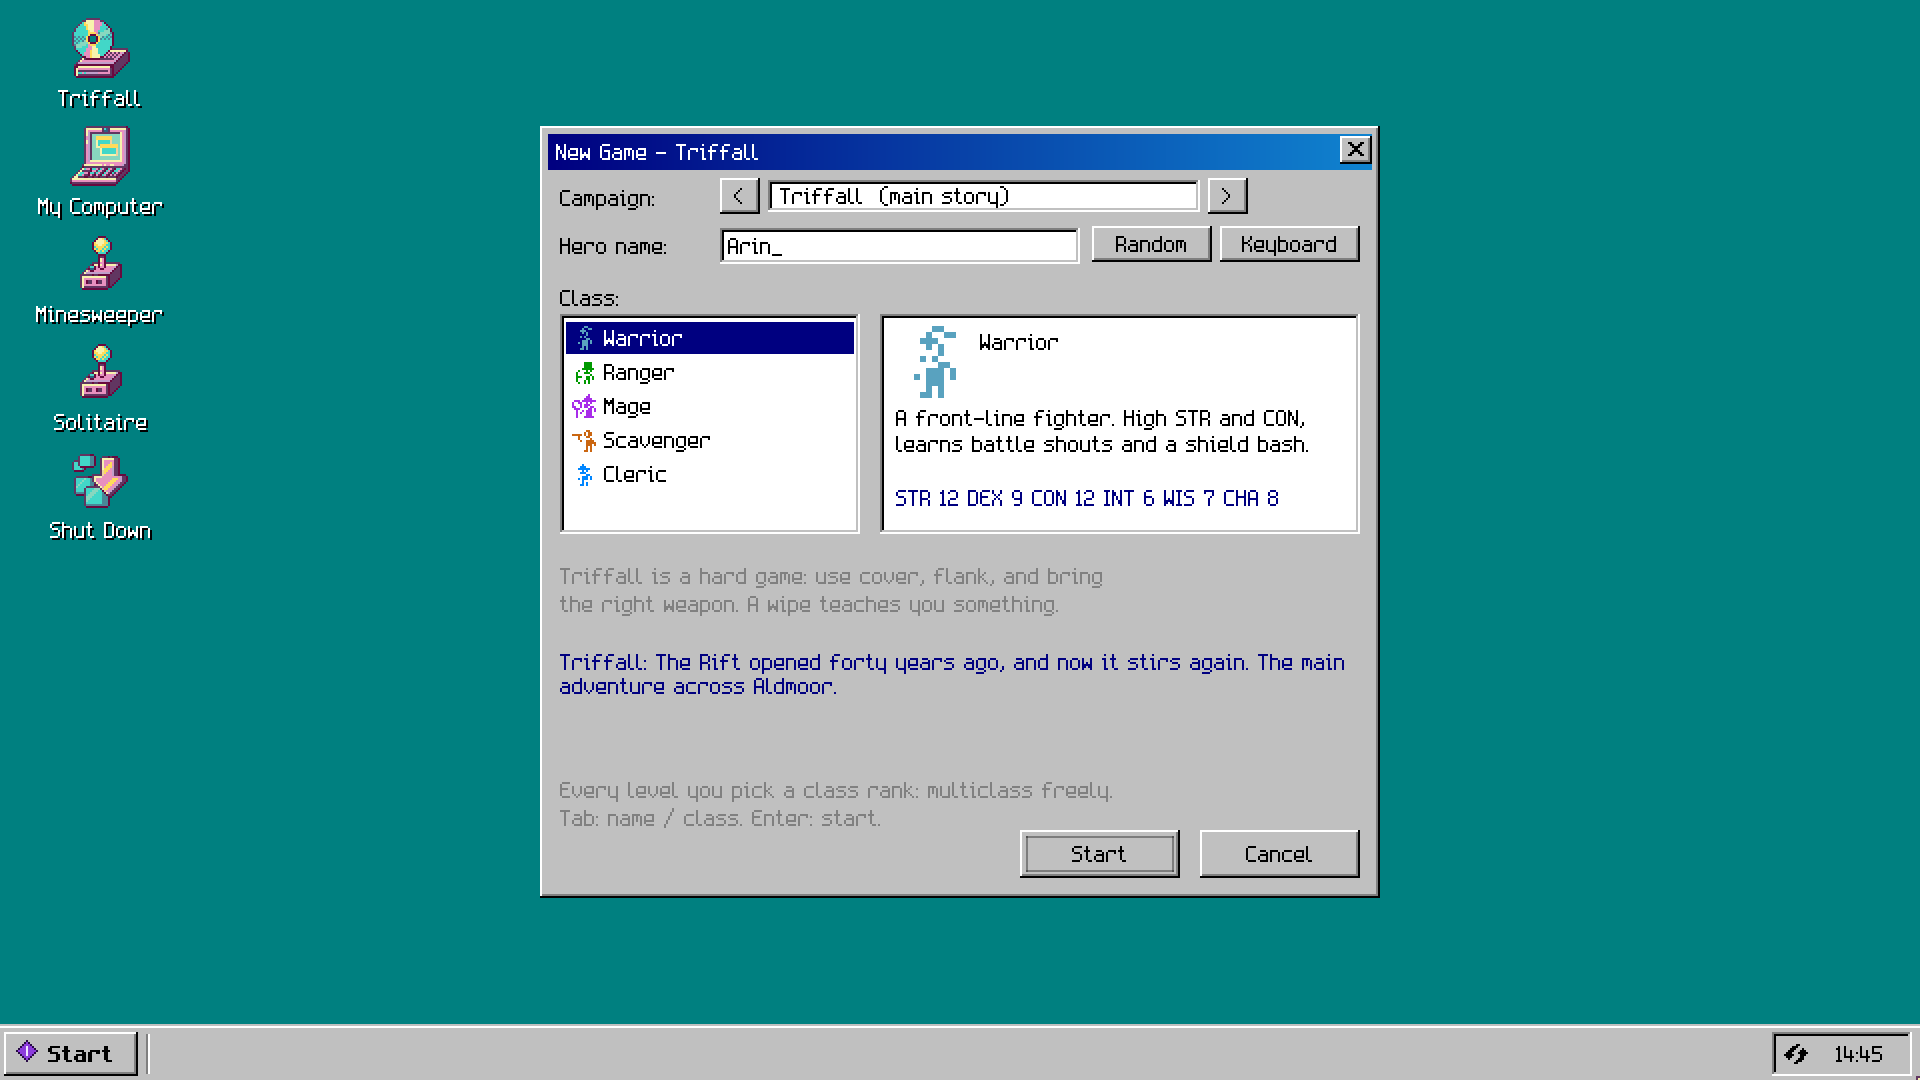 Triffall
My Computer
Minesweeper
Solitaire
Shut Down
New Game - Triffall
Campaign:
<
Triffall (main story)
>
Hero name:
Arin_
Random
Keyboard
Class:
Warrior
Ranger
Mage
Scavenger
Cleric
Warrior
A front-line fighter. High STR and CON,
learns battle shouts and a shield bash.
STR 12 DEX 9 CON 12 INT 6 WIS 7 CHA 8
Triffall is a hard game: use cover, flank, and bring
the right weapon. A wipe teaches you something.
Triffall: The Rift opened forty years ago, and now it stirs again. The main
adventure across Aldmoor.
Every level you pick a class rank: multiclass freely.
Tab: name / class. Enter: start.
Start
Cancel
Start
14:45